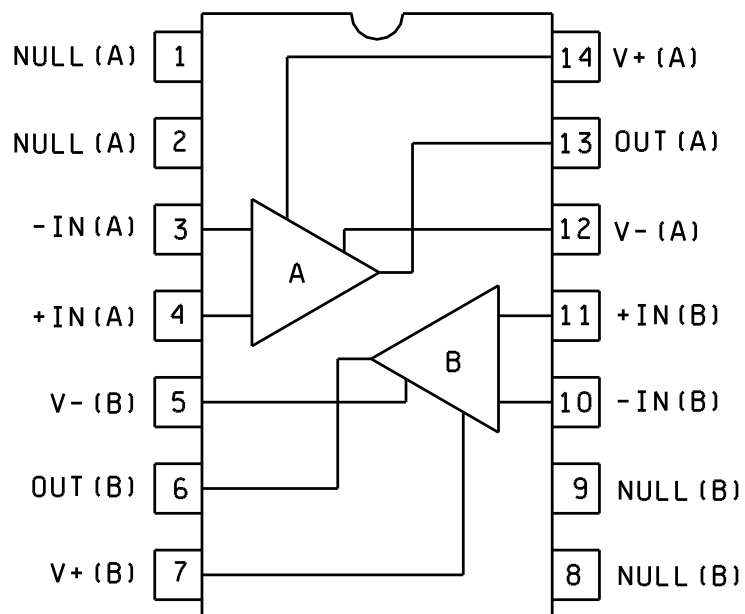 NULL (A) 1 14 V+ (A)
NULL (A) 2 13 OUT (A)
-IN (A) 3 12 V- (A)
A
+IN (A) 4 11 +IN (B)
B
V- (B) 5 10 -IN (B)
OUT (B) 6 9 NULL (B)
V+ (B) 7 8 NULL (B)